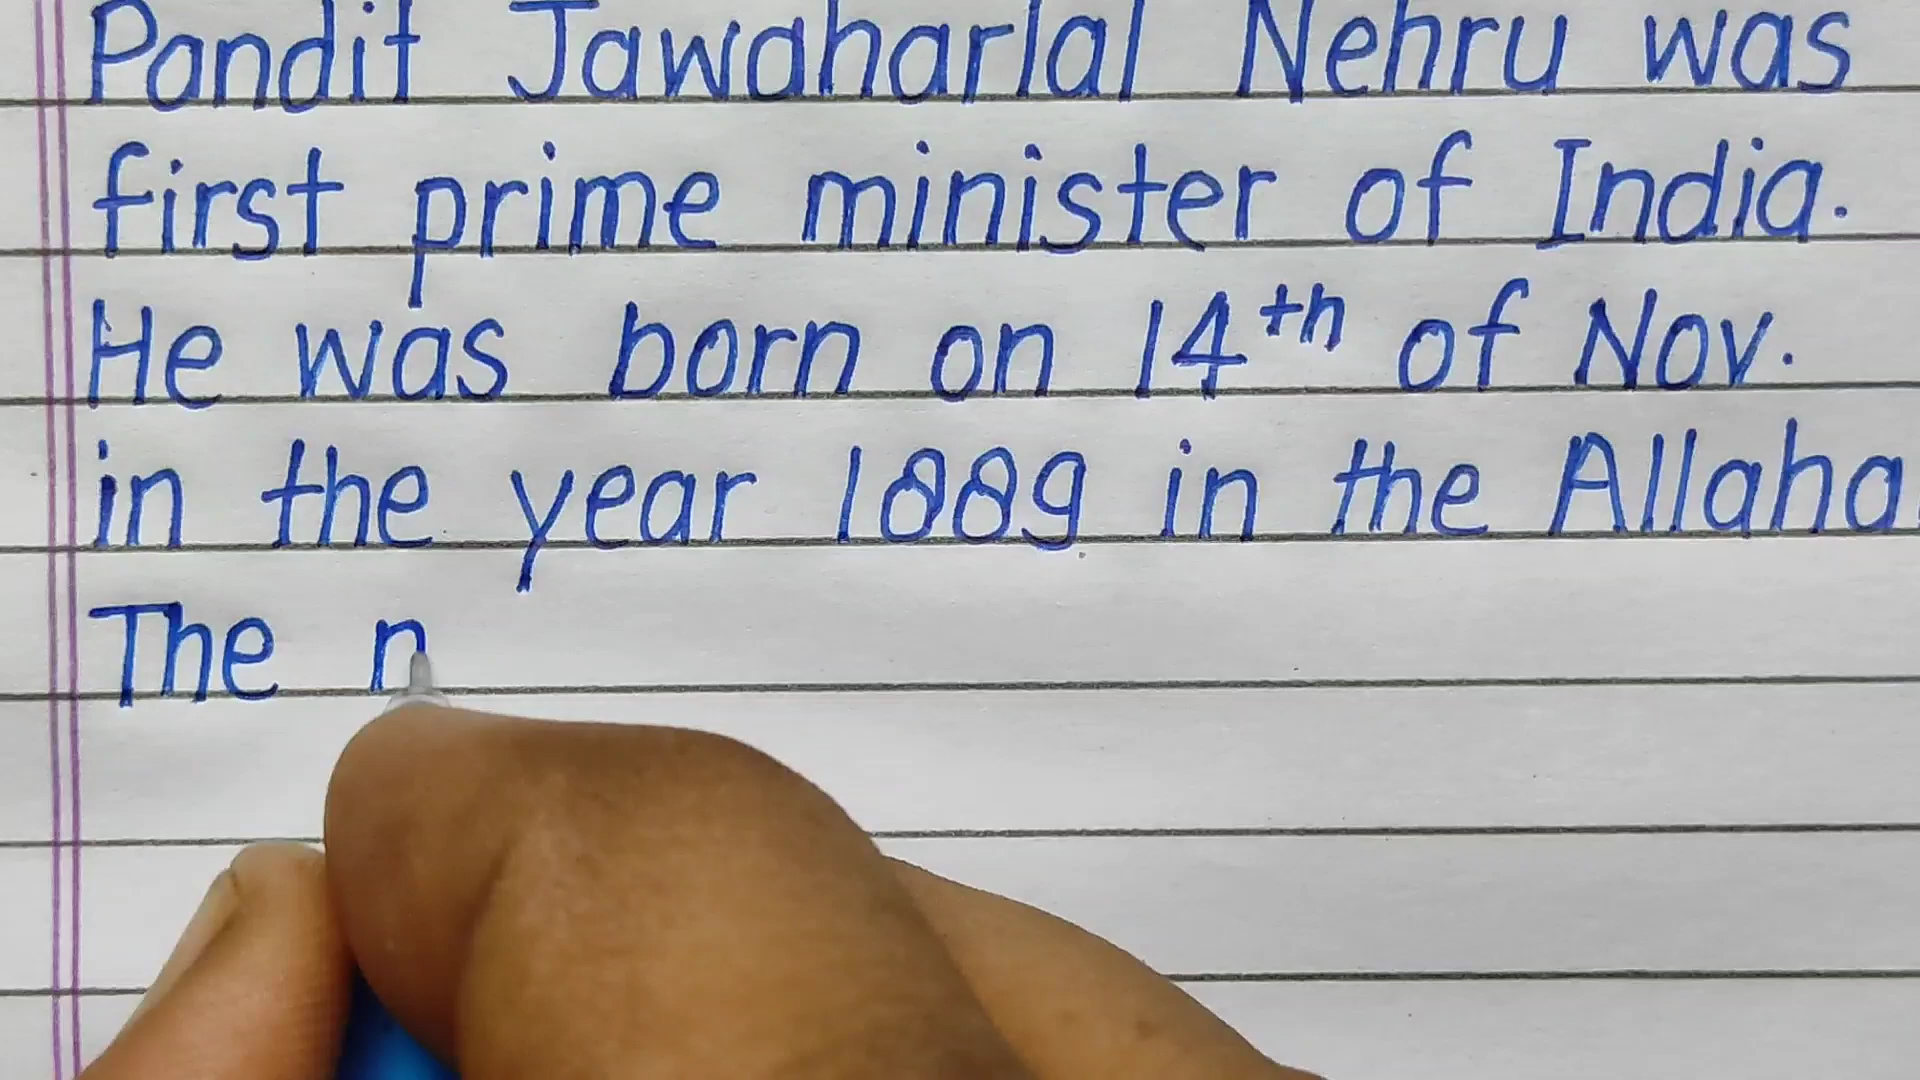 Pandit Jawaharlal Nehru was
first prime minister of India.
He was born on 14th of Nov.
in the year 1889 in the Allaha
The n